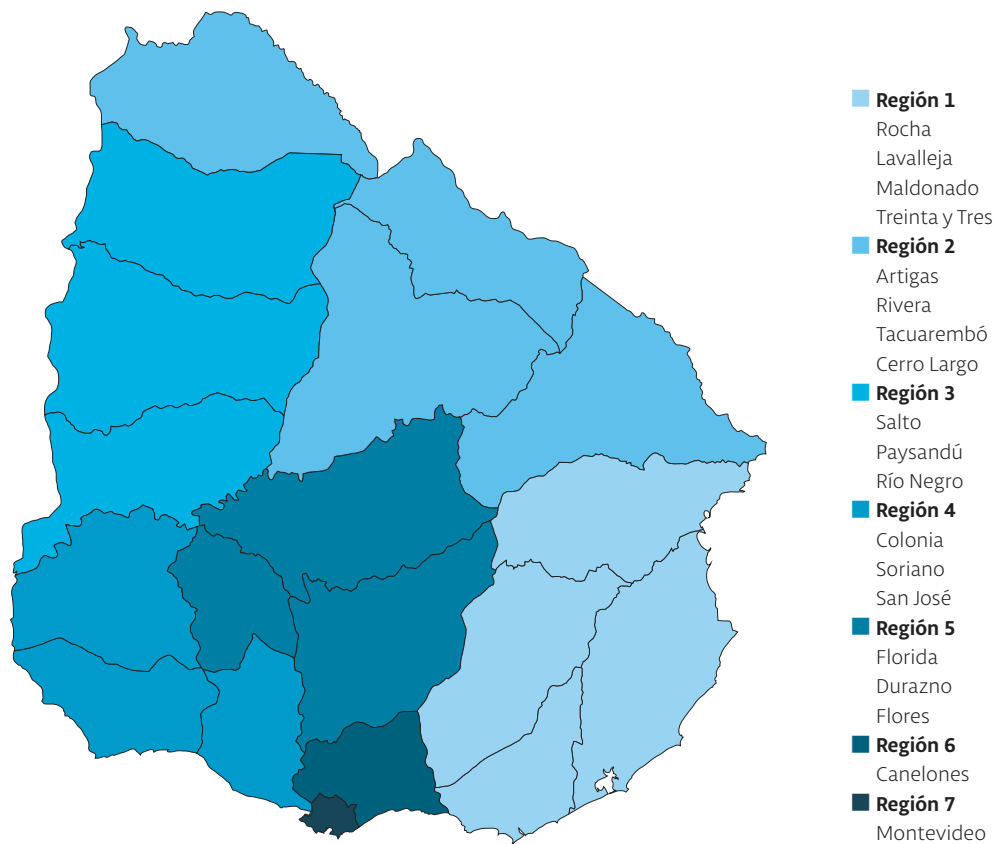 Región 1
Rocha
Lavalleja
Maldonado
Treinta y Tres
Región 2
Artigas
Rivera
Tacuarembó
Cerro Largo
Región 3
Salto
Paysandú
Río Negro
Región 4
Colonia
Soriano
San José
Región 5
Florida
Durazno
Flores
Región 6
Canelones
Región 7
Montevideo